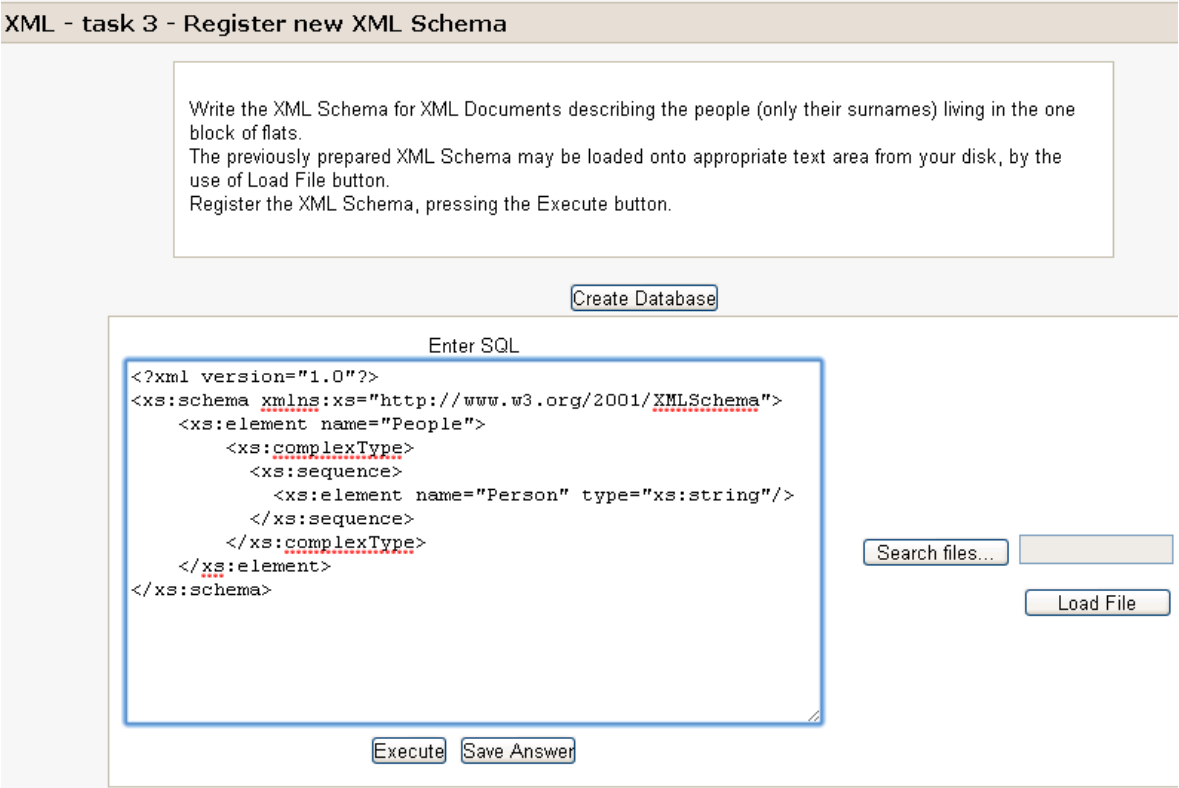 XML - task 3 - Register new XML Schema
Write the XML Schema for XML Documents describing the people (only their surnames) living in the one
block of flats.
The previously prepared XML Schema may be loaded onto appropriate text area from your disk, by the
use of Load File button.
Register the XML Schema, pressing the Execute button.
Create Database
Enter SQL
<?xml version="1.0"?>
<xs:schema xmlns:xs="http://www.w3.org/2001/XMLSchema">
    <xs:element name="People">
        <xs:complexType>
          <xs:sequence>
            <xs:element name="Person" type="xs:string"/>
          </xs:sequence>
        </xs:complexType>
    </xs:element>
</xs:schema>
Search files...
Load File
Execute Save Answer